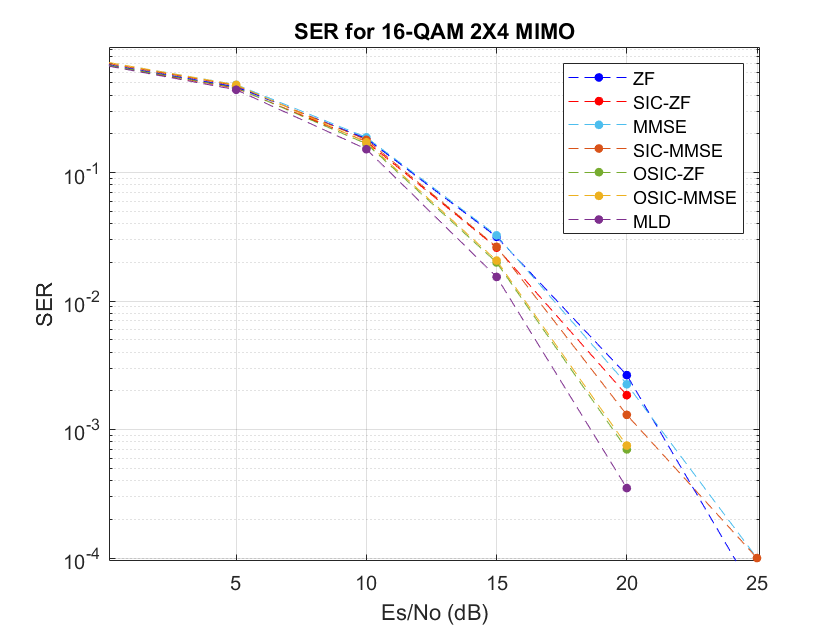 SER for 16-QAM 2X4 MIMO
ZF
SIC-ZF
MMSE
SIC-MMSE
OSIC-ZF
OSIC-MMSE
MLD
10-1
10-2
10-3
10-4
SER
5 10 15 20 25
Es/No (dB)